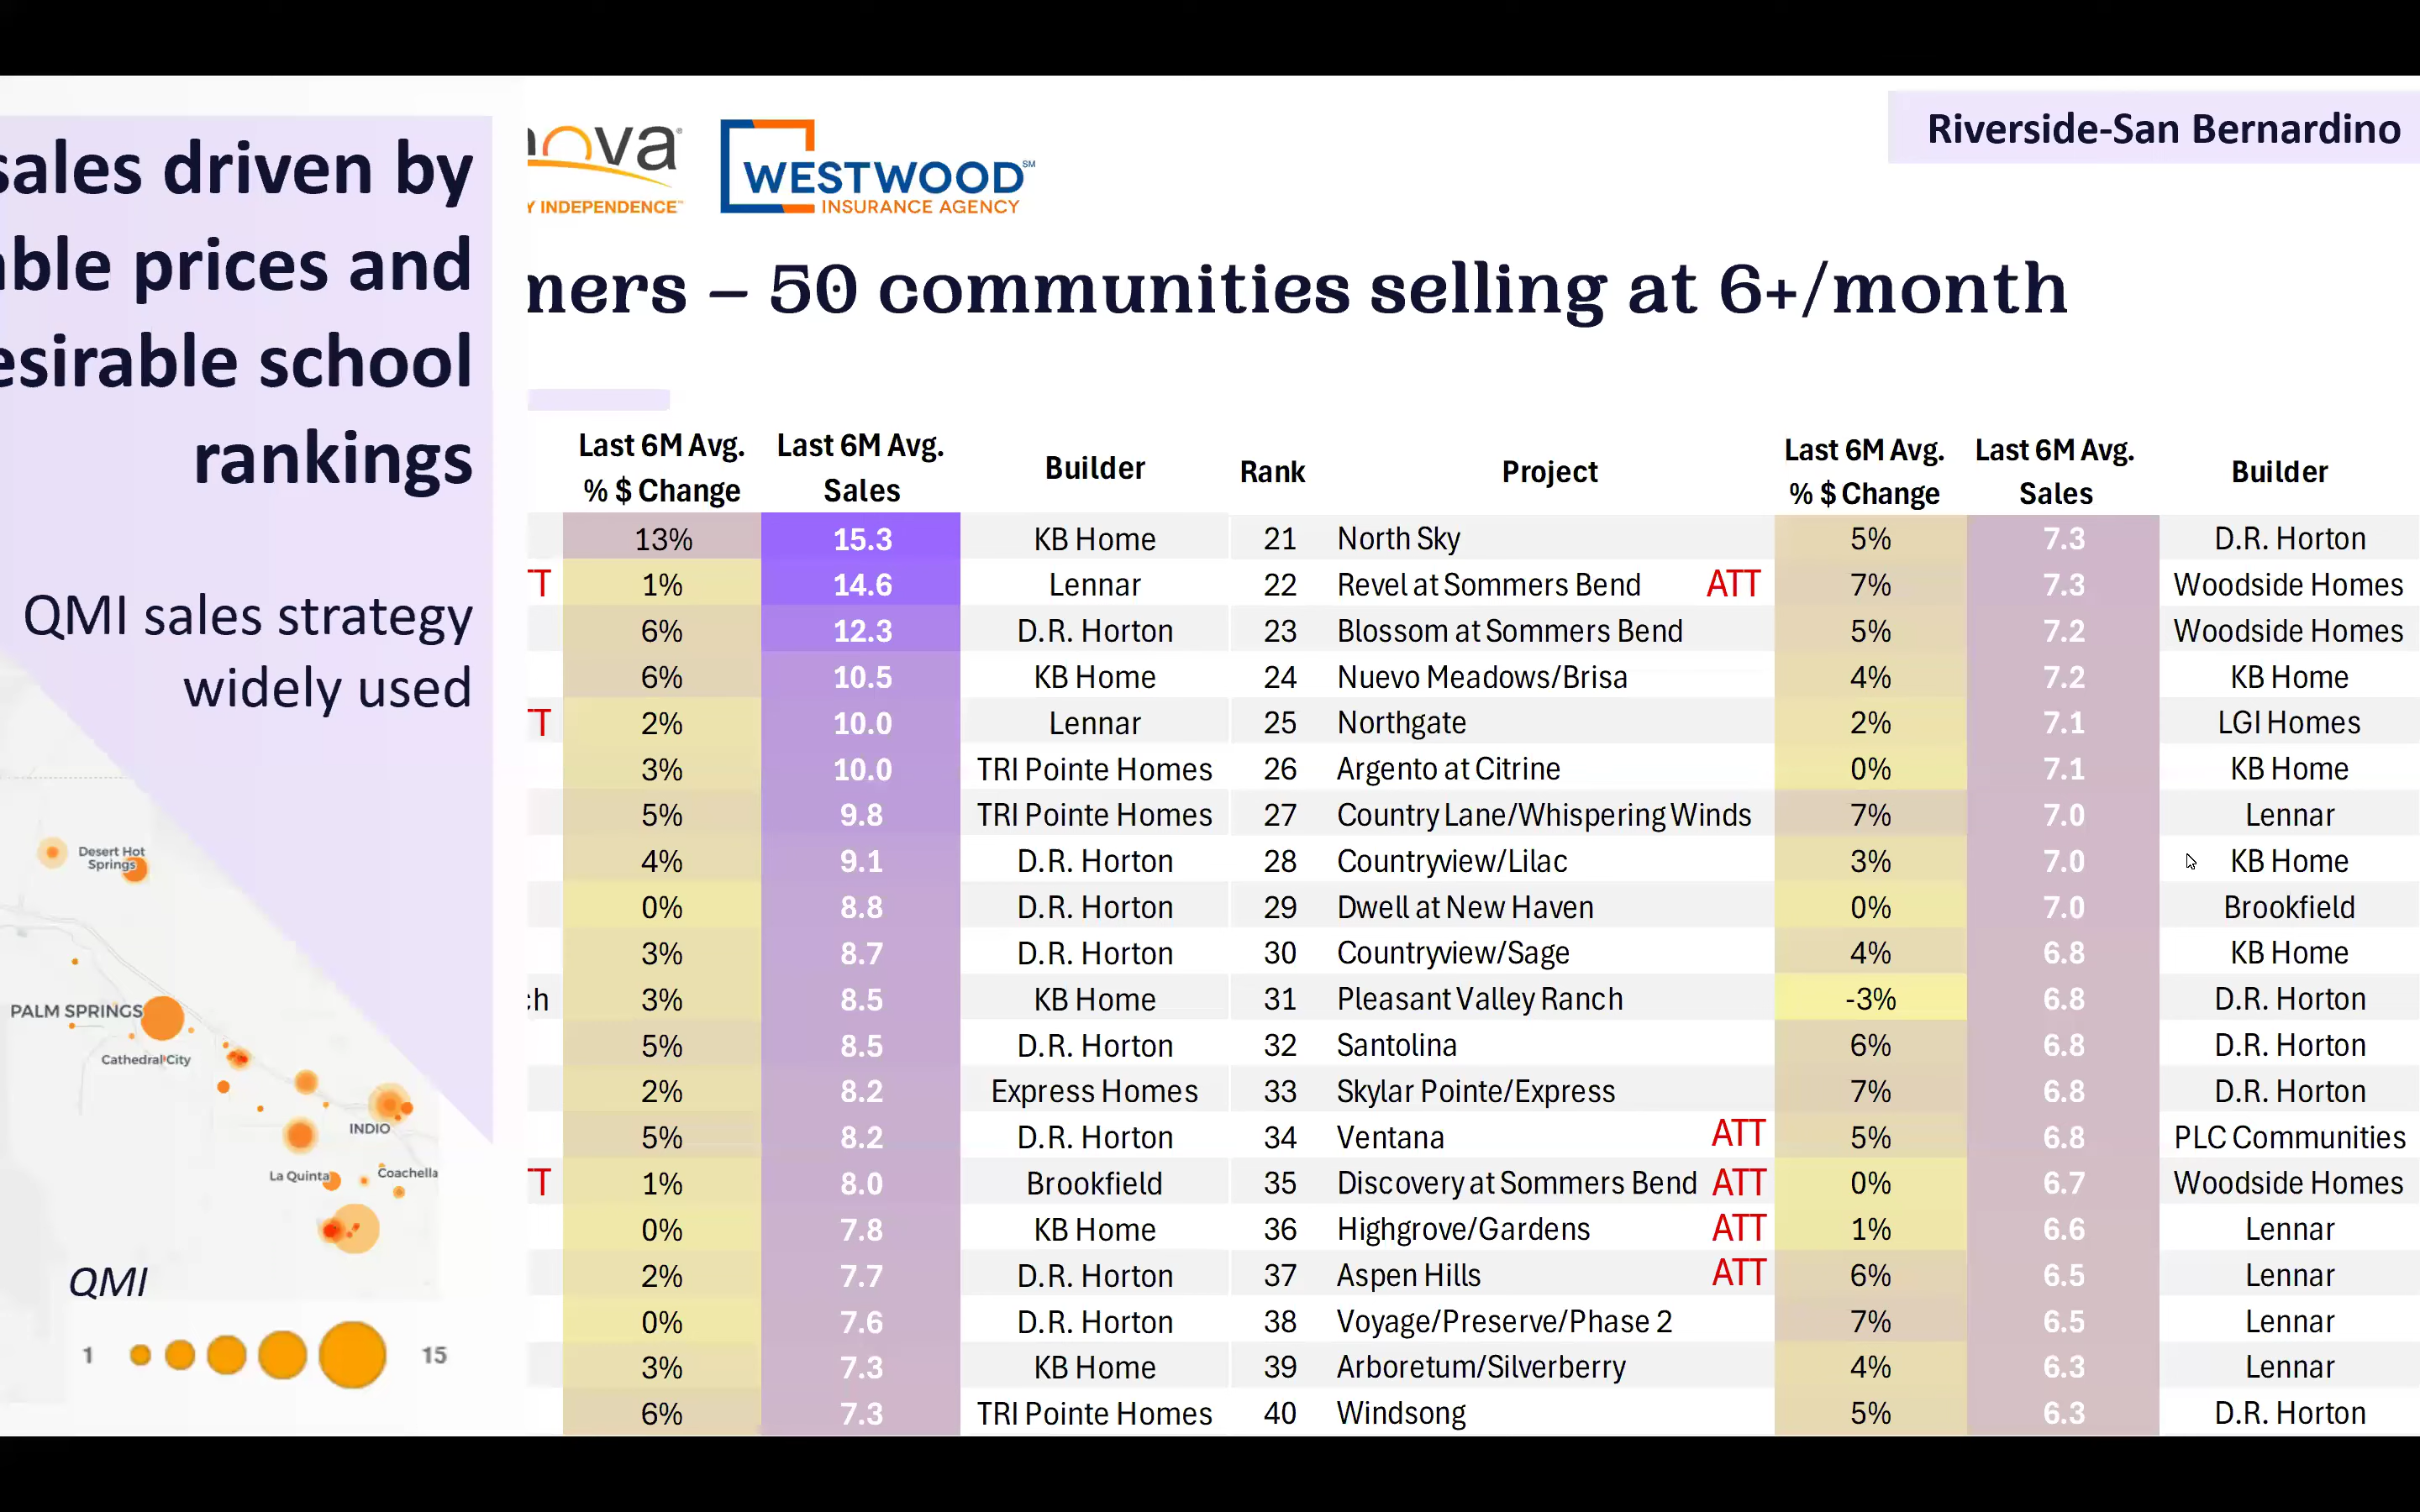 sales driven by
able prices and
esirable school
rankings
QMI sales strategy
widely used
Desert Hot
Springs
PALM SPRINGS
Cathedral City
INDIO
La Quinta
Coachella
QMI
1 15
nova
Y INDEPENDENCE™
WESTWOOD℠
INSURANCE AGENCY
Riverside-San Bernardino
ners – 50 communities selling at 6+/month
Last 6M Avg. % $ Change Last 6M Avg. Sales Builder Rank Project Last 6M Avg. % $ Change Last 6M Avg. Sales Builder
13% 15.3 KB Home 21 North Sky 5% 7.3 D.R. Horton
TT 1% 14.6 Lennar 22 Revel at Sommers Bend ATT 7% 7.3 Woodside Homes
6% 12.3 D.R. Horton 23 Blossom at Sommers Bend 5% 7.2 Woodside Homes
6% 10.5 KB Home 24 Nuevo Meadows/Brisa 4% 7.2 KB Home
TT 2% 10.0 Lennar 25 Northgate 2% 7.1 LGI Homes
3% 10.0 TRI Pointe Homes 26 Argento at Citrine 0% 7.1 KB Home
5% 9.8 TRI Pointe Homes 27 Country Lane/Whispering Winds 7% 7.0 Lennar
4% 9.1 D.R. Horton 28 Countryview/Lilac 3% 7.0 KB Home
0% 8.8 D.R. Horton 29 Dwell at New Haven 0% 7.0 Brookfield
3% 8.7 D.R. Horton 30 Countryview/Sage 4% 6.8 KB Home
ch 3% 8.5 KB Home 31 Pleasant Valley Ranch -3% 6.8 D.R. Horton
5% 8.5 D.R. Horton 32 Santolina 6% 6.8 D.R. Horton
2% 8.2 Express Homes 33 Skylar Pointe/Express 7% 6.8 D.R. Horton
5% 8.2 D.R. Horton 34 Ventana ATT 5% 6.8 PLC Communities
TT 1% 8.0 Brookfield 35 Discovery at Sommers Bend ATT 0% 6.7 Woodside Homes
0% 7.8 KB Home 36 Highgrove/Gardens ATT 1% 6.6 Lennar
2% 7.7 D.R. Horton 37 Aspen Hills ATT 6% 6.5 Lennar
0% 7.6 D.R. Horton 38 Voyage/Preserve/Phase 2 7% 6.5 Lennar
3% 7.3 KB Home 39 Arboretum/Silverberry 4% 6.3 Lennar
6% 7.3 TRI Pointe Homes 40 Windsong 5% 6.3 D.R. Horton